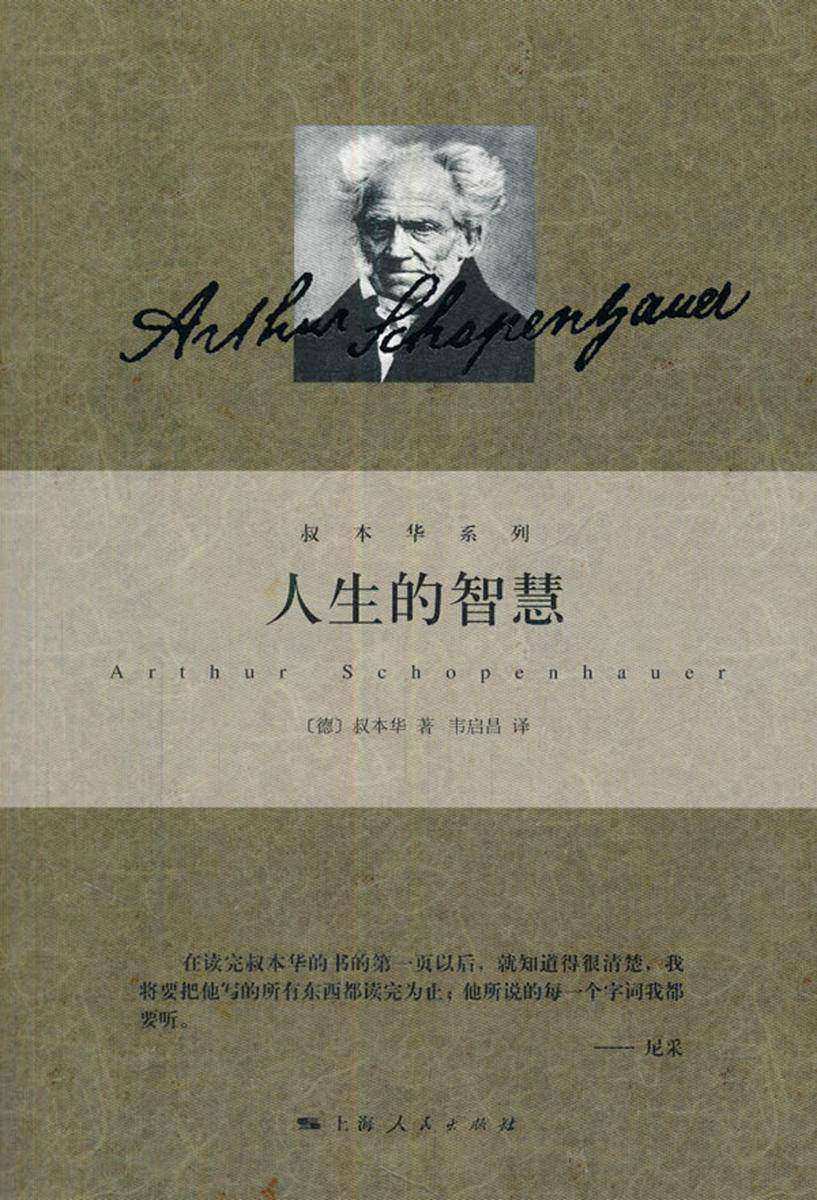 Arthur Schopenhauer
叔本华系列
人生的智慧
Arthur Schopenhauer
〔德〕叔本华 著 韦启昌 译
在读完叔本华的书的第一页以后，就知道得很清楚，我
将要把他写的所有东西都读完为止；他所说的每一个字词我都
要听。
—— 尼采
上海人民出版社